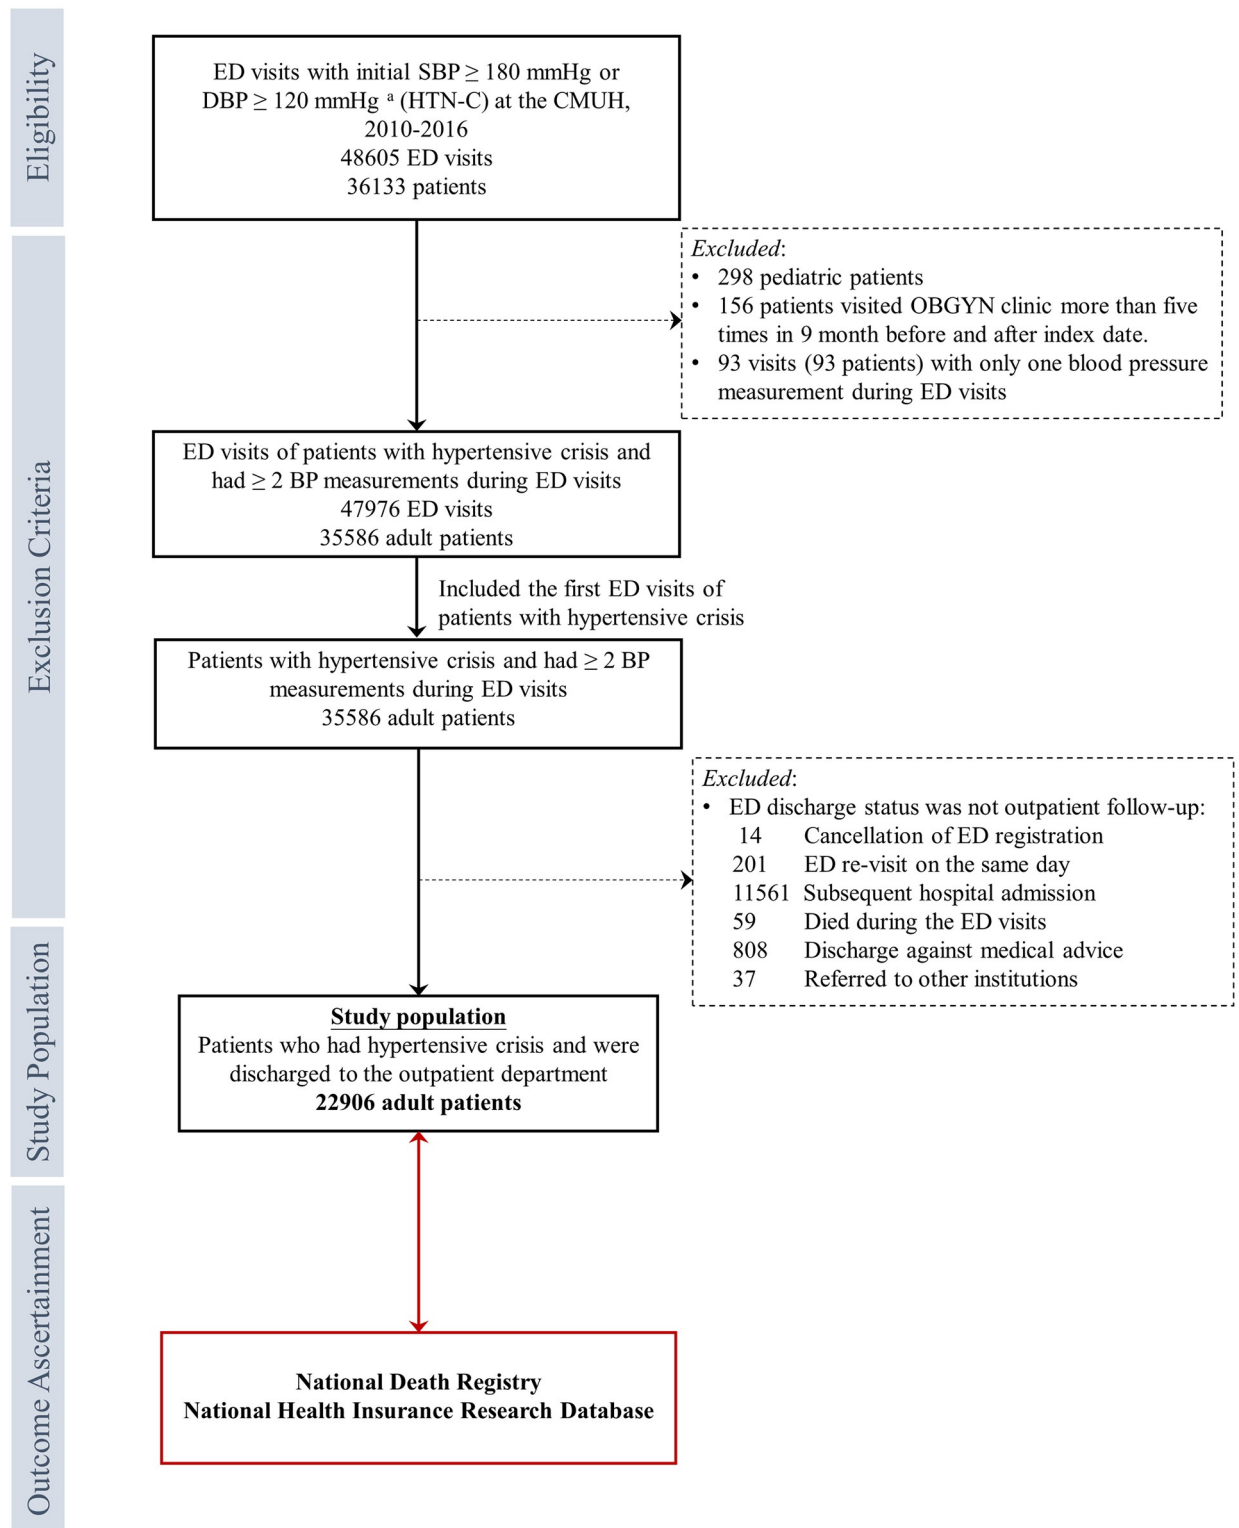 Eligibility
ED visits with initial SBP ≥ 180 mmHg or
DBP ≥ 120 mmHg ª (HTN-C) at the CMUH,
2010-2016
48605 ED visits
36133 patients
Exclusion Criteria
Excluded:
• 298 pediatric patients
• 156 patients visited OBGYN clinic more than five
times in 9 month before and after index date.
• 93 visits (93 patients) with only one blood pressure
measurement during ED visits
ED visits of patients with hypertensive crisis and
had ≥ 2 BP measurements during ED visits
47976 ED visits
35586 adult patients
Included the first ED visits of
patients with hypertensive crisis
Patients with hypertensive crisis and had ≥ 2 BP
measurements during ED visits
35586 adult patients
Excluded:
• ED discharge status was not outpatient follow-up:
14 Cancellation of ED registration
201 ED re-visit on the same day
11561 Subsequent hospital admission
59 Died during the ED visits
808 Discharge against medical advice
37 Referred to other institutions
Study Population
Study population
Patients who had hypertensive crisis and were
discharged to the outpatient department
22906 adult patients
Outcome Ascertainment
National Death Registry
National Health Insurance Research Database